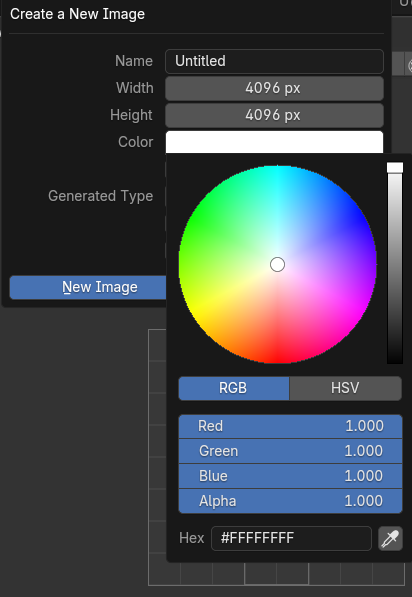 Create a New Image
Name Untitled
Width 4096 px
Height 4096 px
Color
Generated Type
New Image
RGB HSV
Red 1.000
Green 1.000
Blue 1.000
Alpha 1.000
Hex #FFFFFFFF